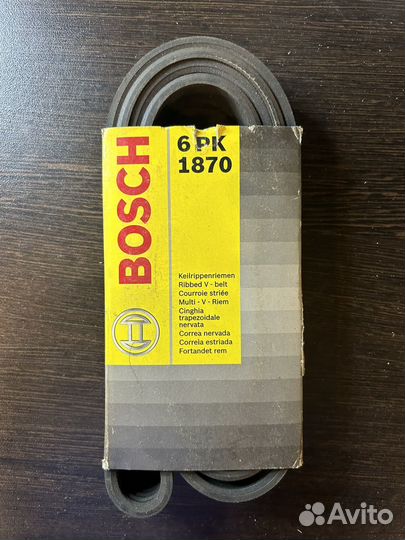 BOSCH
6 PK
1870
Keilrippenriemen
Ribbed V - belt
Courroie striée
Multi - V - Riem
Cinghia
trapezoidale
nervata
Correa nervada
Correia estriada
Fortandet rem
Avito